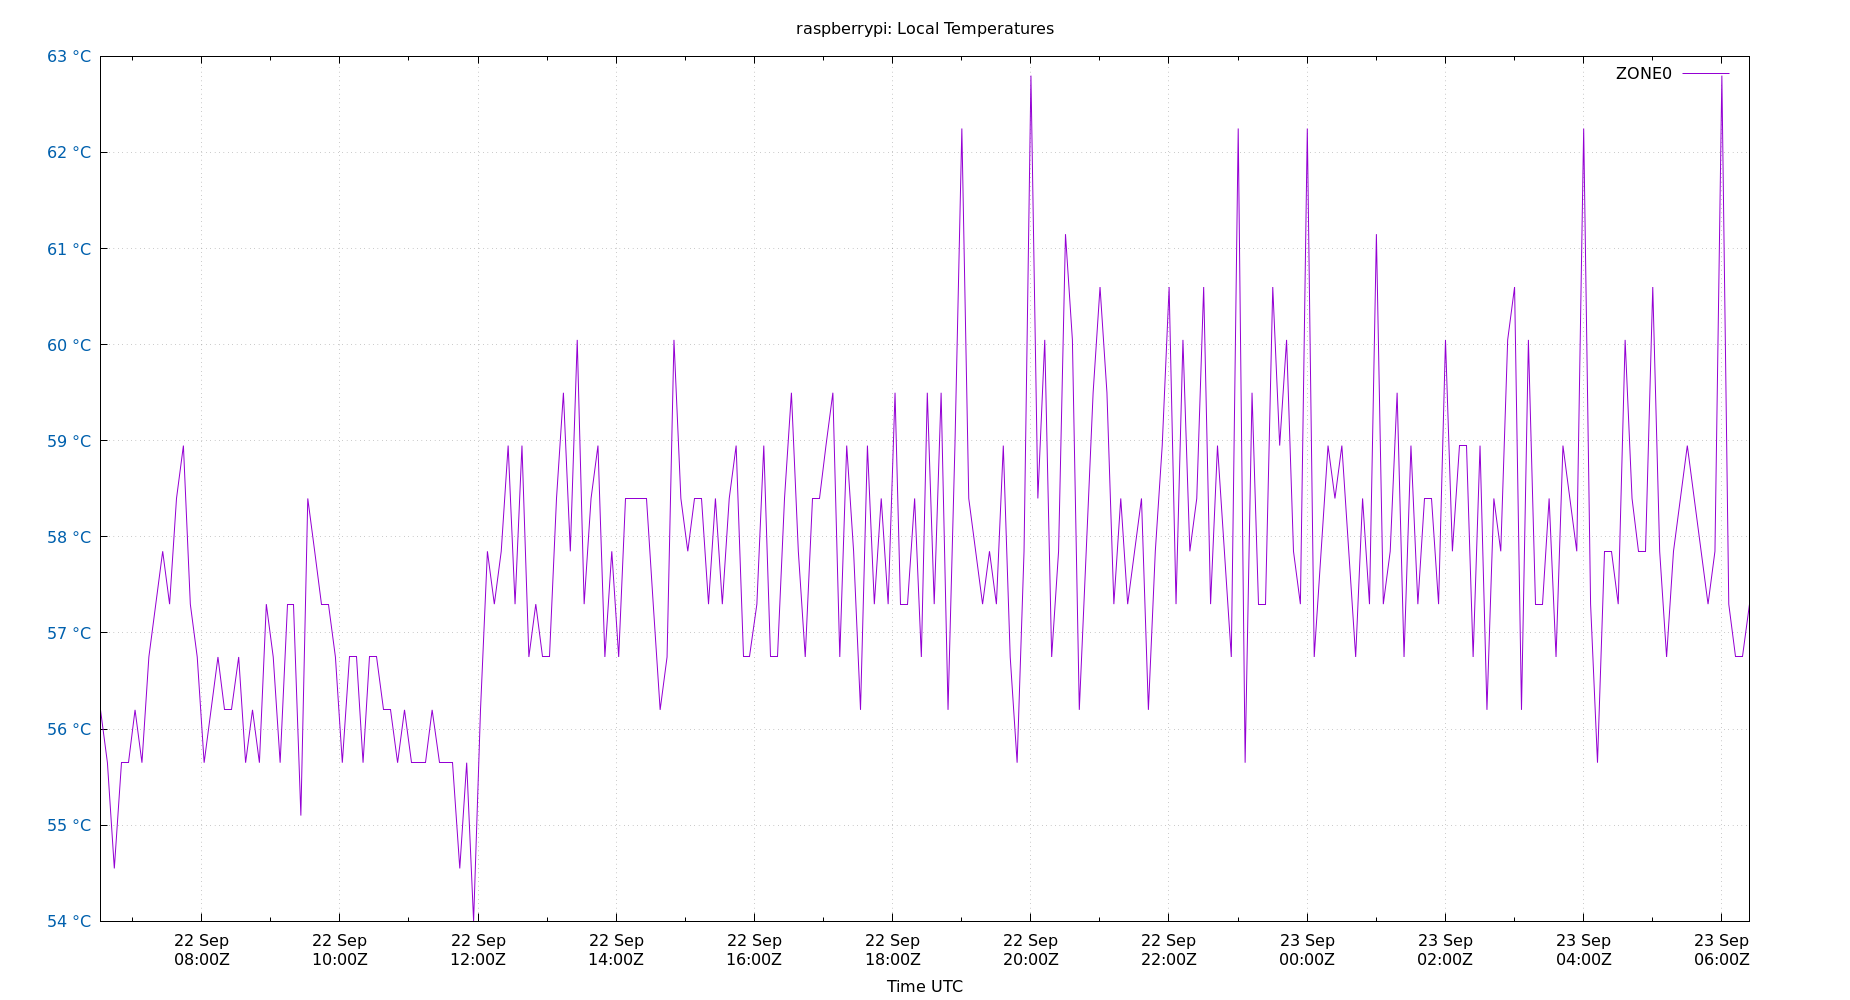 raspberrypi: Local Temperatures
63 °C
ZONE0
62 °C
61 °C
60 °C
59 °C
58 °C
57 °C
56 °C
55 °C
54 °C
22 Sep 22 Sep 22 Sep 22 Sep 22 Sep 22 Sep 22 Sep 22 Sep 23 Sep 23 Sep 23 Sep 23 Sep
08:00Z 10:00Z 12:00Z 14:00Z 16:00Z 18:00Z 20:00Z 22:00Z 00:00Z 02:00Z 04:00Z 06:00Z
Time UTC